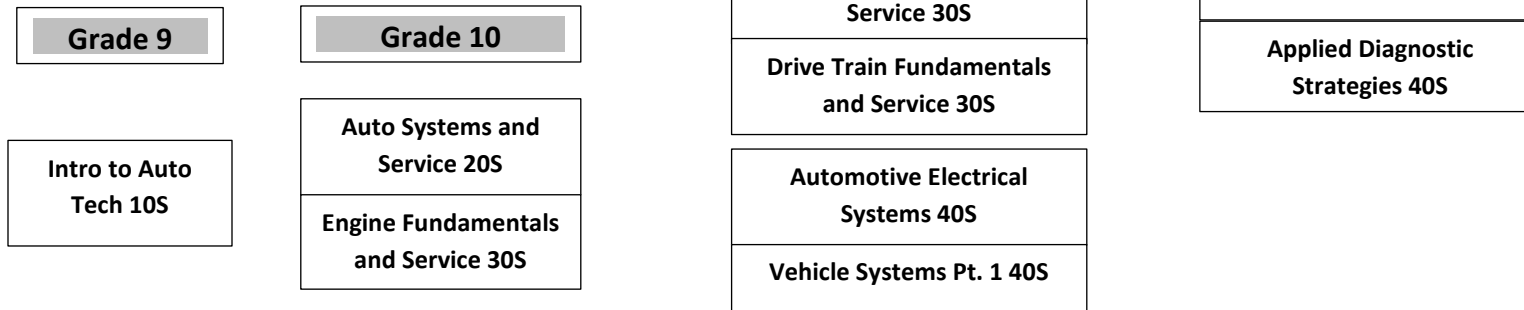 Grade 9
Intro to Auto
Tech 10S
Grade 10
Auto Systems and
Service 20S
Engine Fundamentals
and Service 30S
Service 30S
Drive Train Fundamentals
and Service 30S
Automotive Electrical
Systems 40S
Vehicle Systems Pt. 1 40S
Applied Diagnostic
Strategies 40S